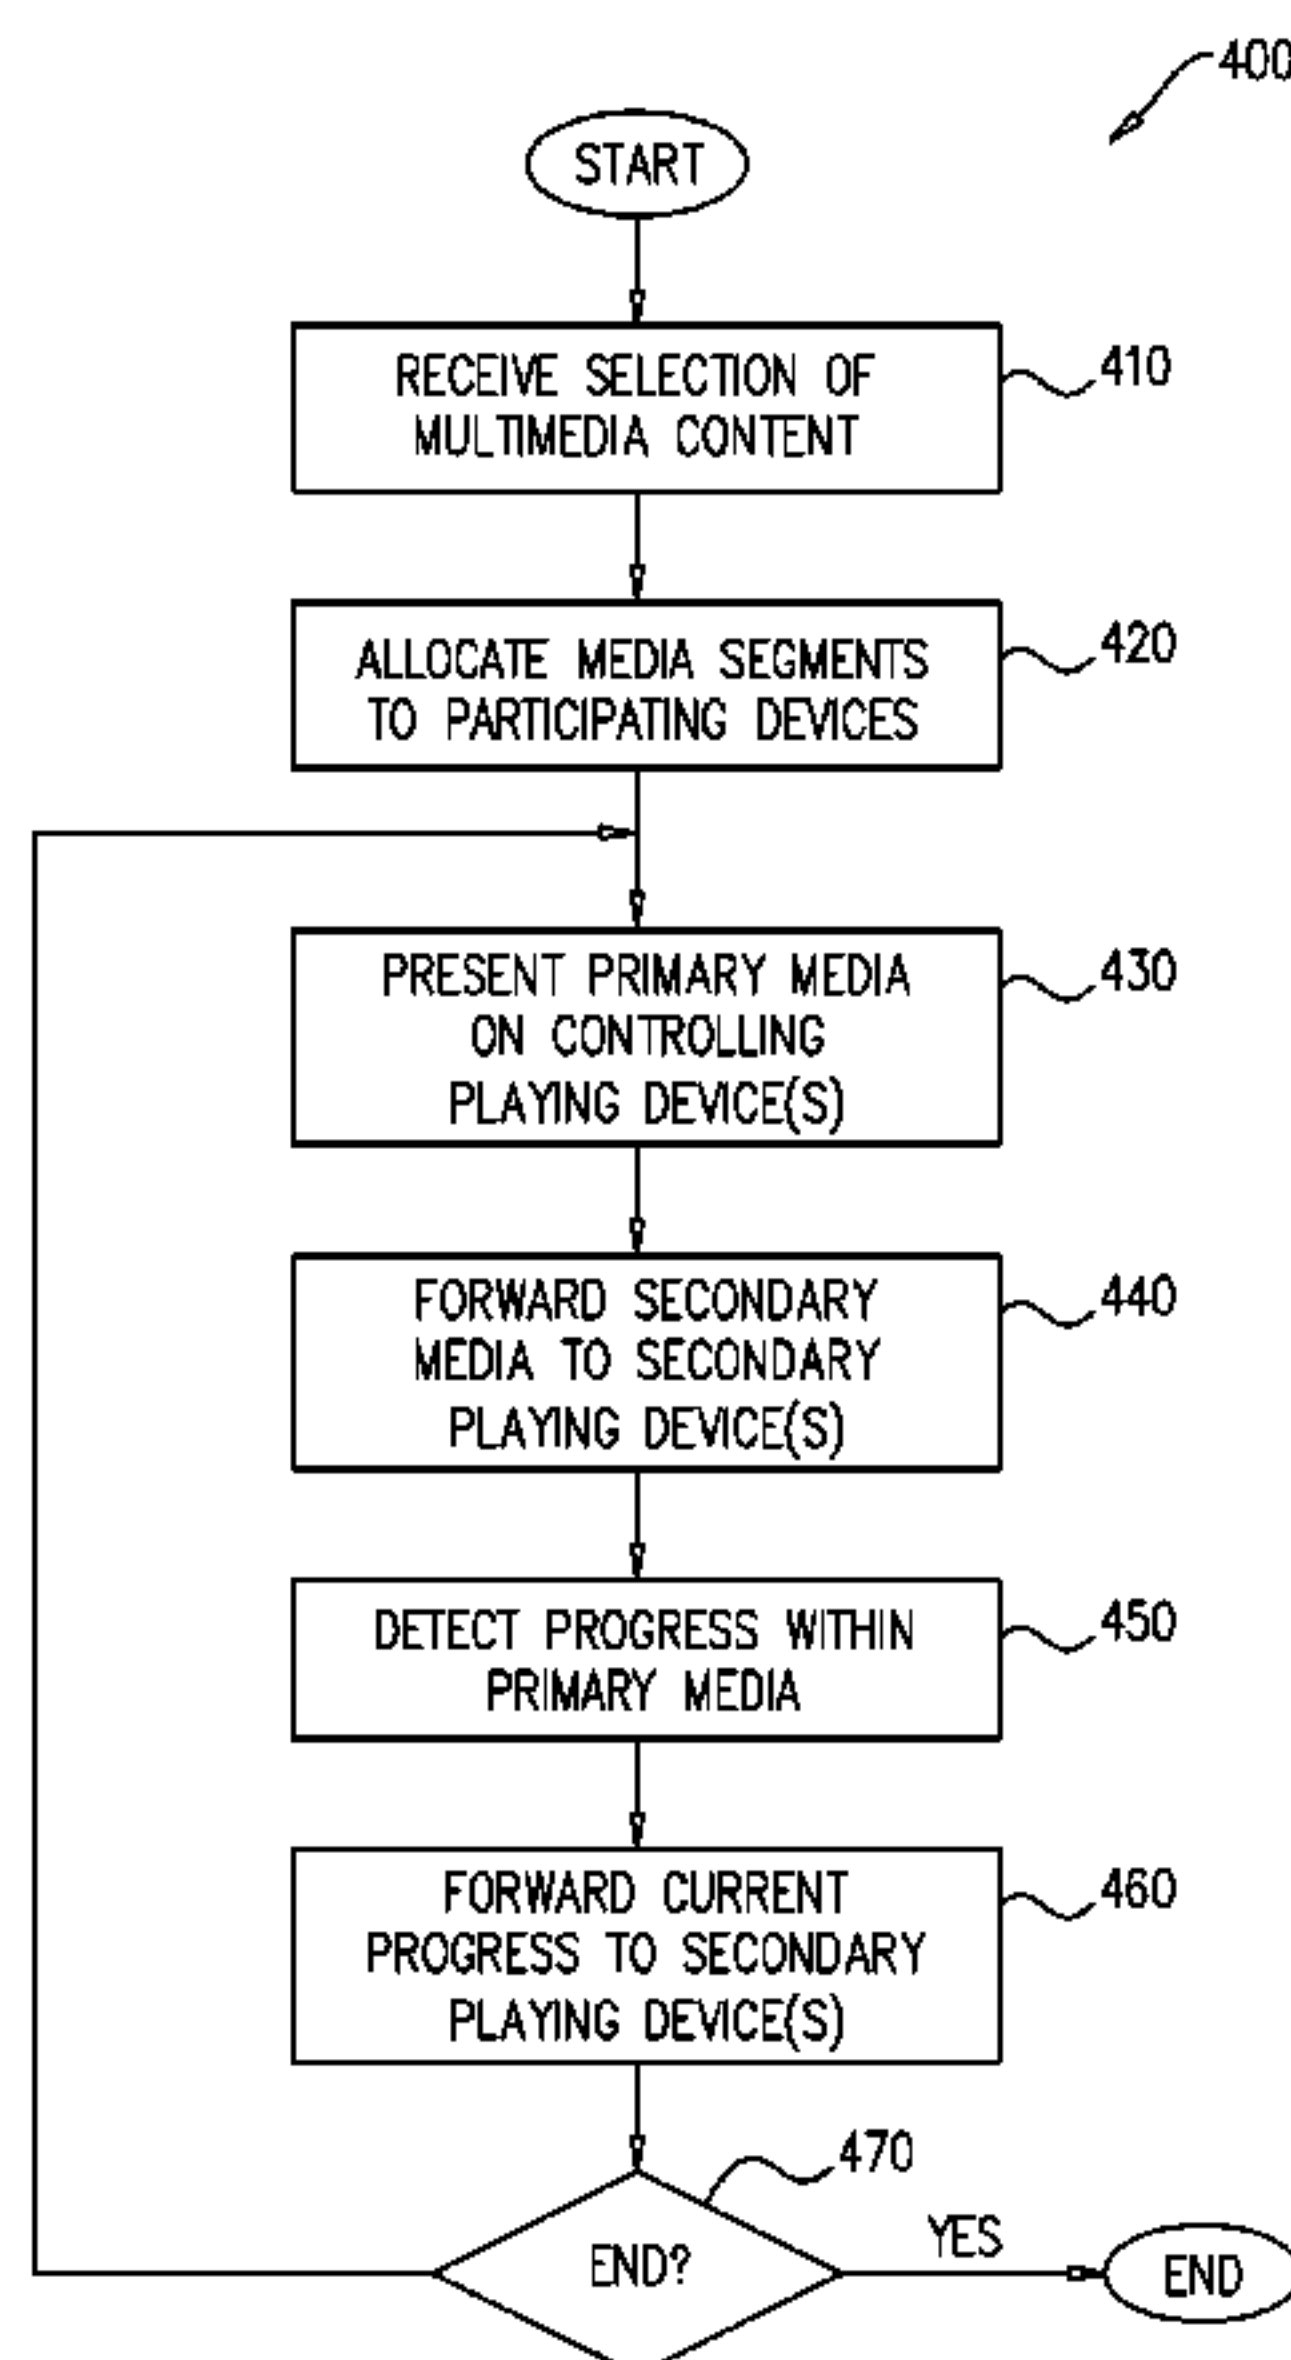 400
START
RECEIVE SELECTION OF
MULTIMEDIA CONTENT
410
ALLOCATE MEDIA SEGMENTS
TO PARTICIPATING DEVICES
420
PRESENT PRIMARY MEDIA
ON CONTROLLING
PLAYING DEVICE(S)
430
FORWARD SECONDARY
MEDIA TO SECONDARY
PLAYING DEVICE(S)
440
DETECT PROGRESS WITHIN
PRIMARY MEDIA
450
FORWARD CURRENT
PROGRESS TO SECONDARY
PLAYING DEVICE(S)
460
470
END?
YES
END